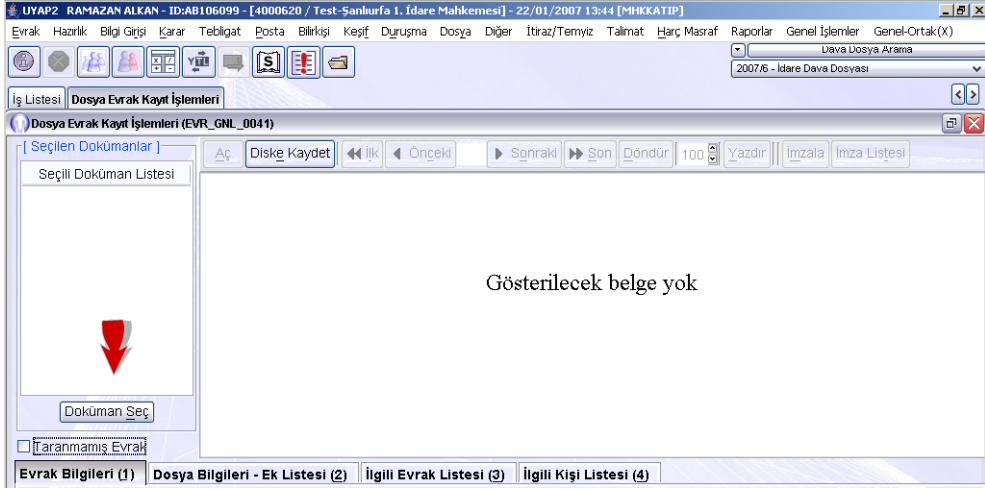 UYAP2 RAMAZAN ALKAN - ID:AB106099 - [4000620 / Test-Şanlıurfa 1. İdare Mahkemesi] - 22/01/2007 13:44 [MHKKATIP]
Evrak Hazırlık Bilgi Girişi Karar Tebligat Posta Bilirkişi Keşif Duruşma Dosya Diğer İtiraz/Temyiz Talimat Harç Masraf Raporlar Genel İşlemler Genel-Ortak(X)
YTL
Dava Dosya Arama
2007/6 - İdare Dava Dosyası
İş Listesi Dosya Evrak Kayıt İşlemleri
Dosya Evrak Kayıt İşlemleri (EVR_GNL_0041)
[ Seçilen Dokümanlar ]
Aç Diske Kaydet İlk Önceki Sonraki Son Döndür 100 Yazdır İmzala İmza Listesi
Seçili Doküman Listesi
Gösterilecek belge yok
Doküman Seç
Taranmamış Evrak
Evrak Bilgileri (1) Dosya Bilgileri - Ek Listesi (2) İlgili Evrak Listesi (3) İlgili Kişi Listesi (4)